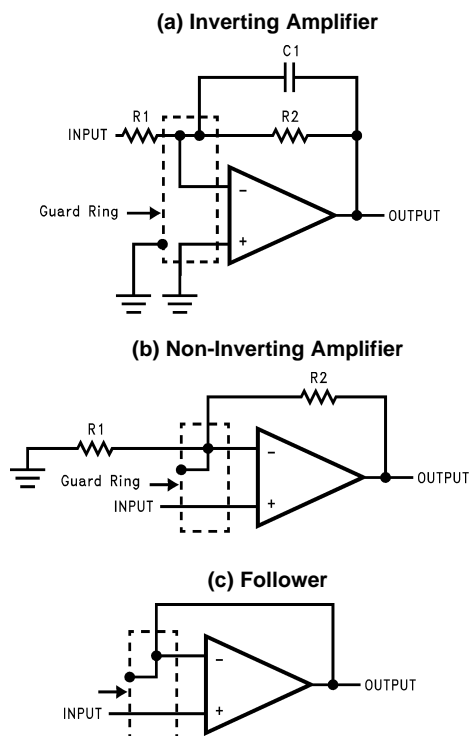 (a) Inverting Amplifier
C1
R1
R2
INPUT
−
Guard Ring
OUTPUT
+
(b) Non-Inverting Amplifier
R2
R1
−
Guard Ring
OUTPUT
INPUT
+
(c) Follower
−
OUTPUT
INPUT
+